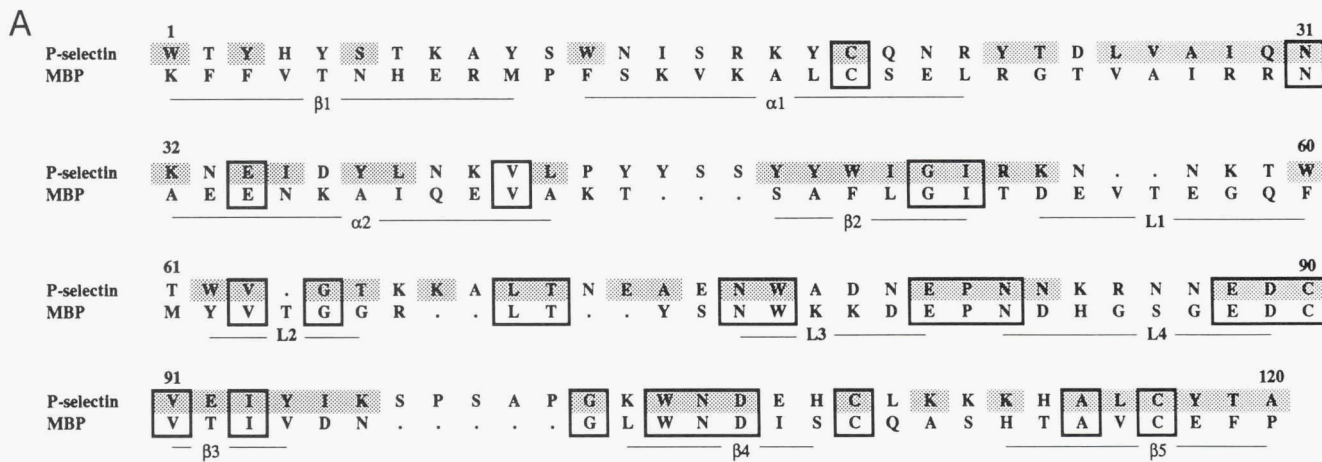 A
1 31
P-selectin W T Y H Y S T K A Y S W N I S R K Y C Q N R Y T D L V A I Q N
MBP K F F V T N H E R M P F S K V K A L C S E L R G T V A I R R N
β1 α1
32 60
P-selectin K N E I D Y L N K V L P Y Y S S Y Y W I G I R K N . . N K T W
MBP A E E N K A I Q E V A K T . . . S A F L G I T D E V T E G Q F
α2 β2 L1
61 90
P-selectin T W V . G T K K A L T N E A E N W A D N E P N N K R N N E D C
MBP M Y V T G G R . . L T . . Y S N W K K D E P N D H G S G E D C
L2 L3 L4
91 120
P-selectin V E I Y I K S P S A P G K W N D E H C L K K K H A L C Y T A
MBP V T I V D N . . . . . G L W N D I S C Q A S H T A V C E F P
β3 β4 β5